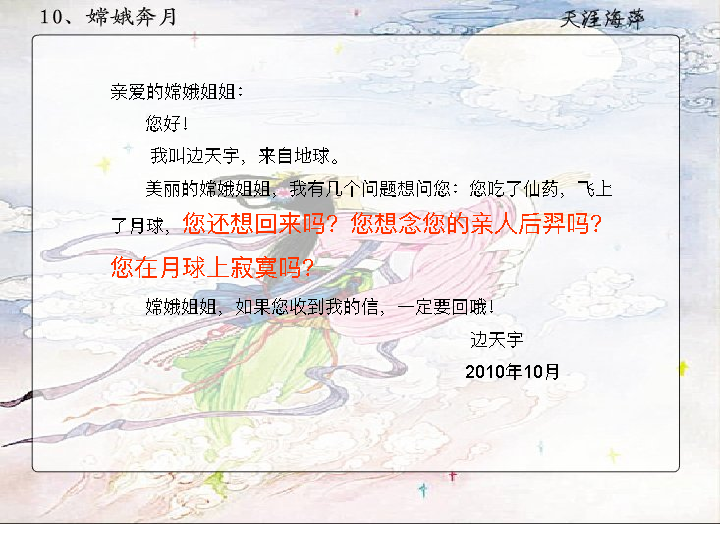 10、嫦娥奔月
天涯海萍
亲爱的嫦娥姐姐：
您好！
我叫边天宇，来自地球。
美丽的嫦娥姐姐，我有几个问题想问您：您吃了仙药，飞上
了月球，您还想回来吗？您想念您的亲人后羿吗？
您在月球上寂寞吗？
嫦娥姐姐，如果您收到我的信，一定要回哦！
边天宇
2010年10月